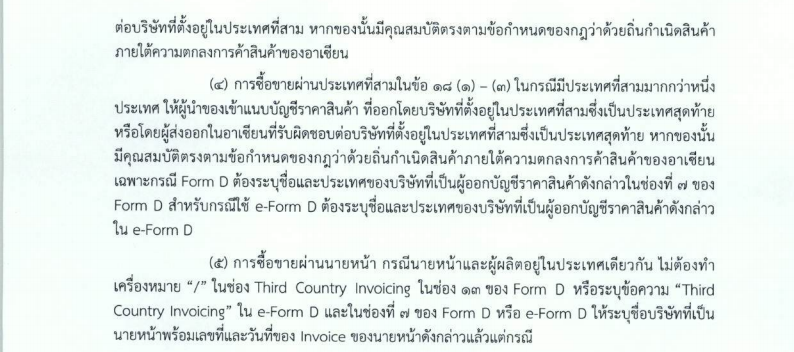 ต่อบริษัทที่ตั้งอยู่ในประเทศที่สาม หากของนั้นมีคุณสมบัติตรงตามข้อกำหนดของกฎว่าด้วยถิ่นกำเนิดสินค้า
ภายใต้ความตกลงการค้าสินค้าของอาเซียน
(๔) การซื้อขายผ่านประเทศที่สามในข้อ ๑๘ (๑) – (๓) ในกรณีมีประเทศที่สามมากกว่าหนึ่ง
ประเทศ ให้ผู้นำของเข้าแนบบัญชีราคาสินค้า ที่ออกโดยบริษัทที่ตั้งอยู่ในประเทศที่สามซึ่งเป็นประเทศสุดท้าย
หรือโดยผู้ส่งออกในอาเซียนที่รับผิดชอบต่อบริษัทที่ตั้งอยู่ในประเทศที่สามซึ่งเป็นประเทศสุดท้าย หากของนั้น
มีคุณสมบัติตรงตามข้อกำหนดของกฎว่าด้วยถิ่นกำเนิดสินค้าภายใต้ความตกลงการค้าสินค้าของอาเซียน
เฉพาะกรณี Form D ต้องระบุชื่อและประเทศของบริษัทที่เป็นผู้ออกบัญชีราคาสินค้าดังกล่าวในช่องที่ ๗ ของ
Form D สำหรับกรณีใช้ e-Form D ต้องระบุชื่อและประเทศของบริษัทที่เป็นผู้ออกบัญชีราคาสินค้าดังกล่าว
ใน e-Form D
(๕) การซื้อขายผ่านนายหน้า กรณีนายหน้าและผู้ผลิตอยู่ในประเทศเดียวกัน ไม่ต้องทำ
เครื่องหมาย “/” ในช่อง Third Country Invoicing ในช่อง ๑๓ ของ Form D หรือระบุข้อความ “Third
Country Invoicing” ใน e-Form D และในช่องที่ ๗ ของ Form D หรือ e-Form D ให้ระบุชื่อบริษัทที่เป็น
นายหน้าพร้อมเลขที่และวันที่ของ Invoice ของนายหน้าดังกล่าวแล้วแต่กรณี